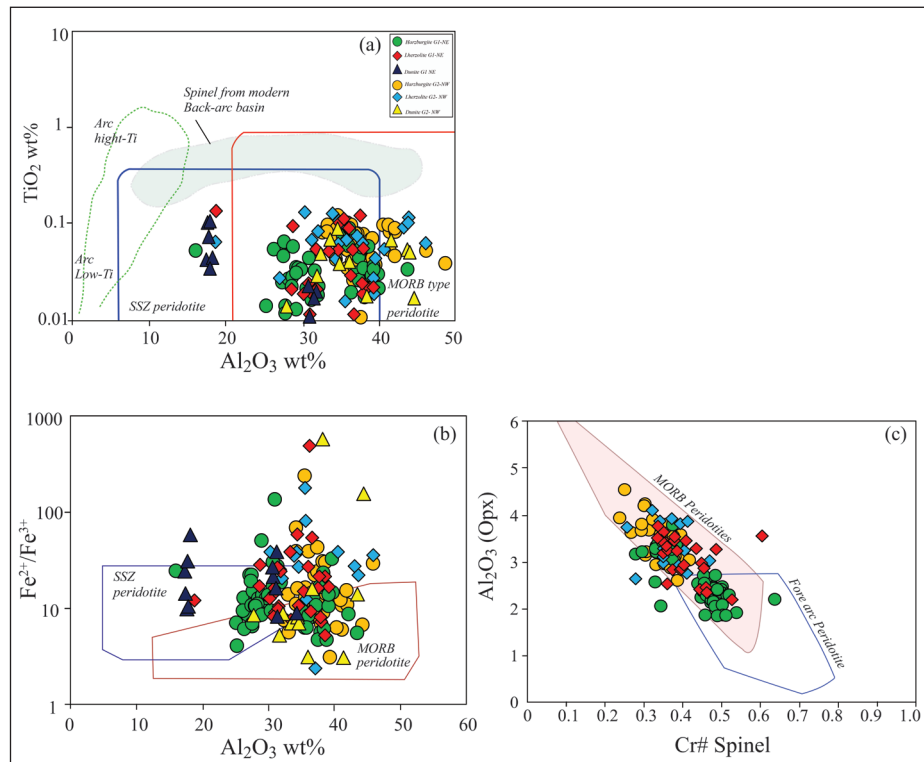 (a)
Harzburgite G1-NE
Lherzolite G1-NE
Dunite G1 NE
Harzburgite G2-NW
Lherzolite G2- NW
Dunite G2- NW
Spinel from modern
Back-arc basin
Arc
hight-Ti
Arc
Low-Ti
SSZ peridotite
MORB type
peridotite
TiO2 wt%
10
1
0.1
0.01
0 10 20 30 40 50
Al2O3 wt%
(b)
SSZ
peridotite
MORB
peridotite
Fe2+/Fe3+
1000
100
10
1
0 10 20 30 40 50 60
Al2O3 wt%
(c)
MORB Peridotites
Fore arc Peridotite
Al2O3 (Opx)
6
5
4
3
2
1
0
0 0.1 0.2 0.3 0.4 0.5 0.6 0.7 0.8 0.9 1.0
Cr# Spinel